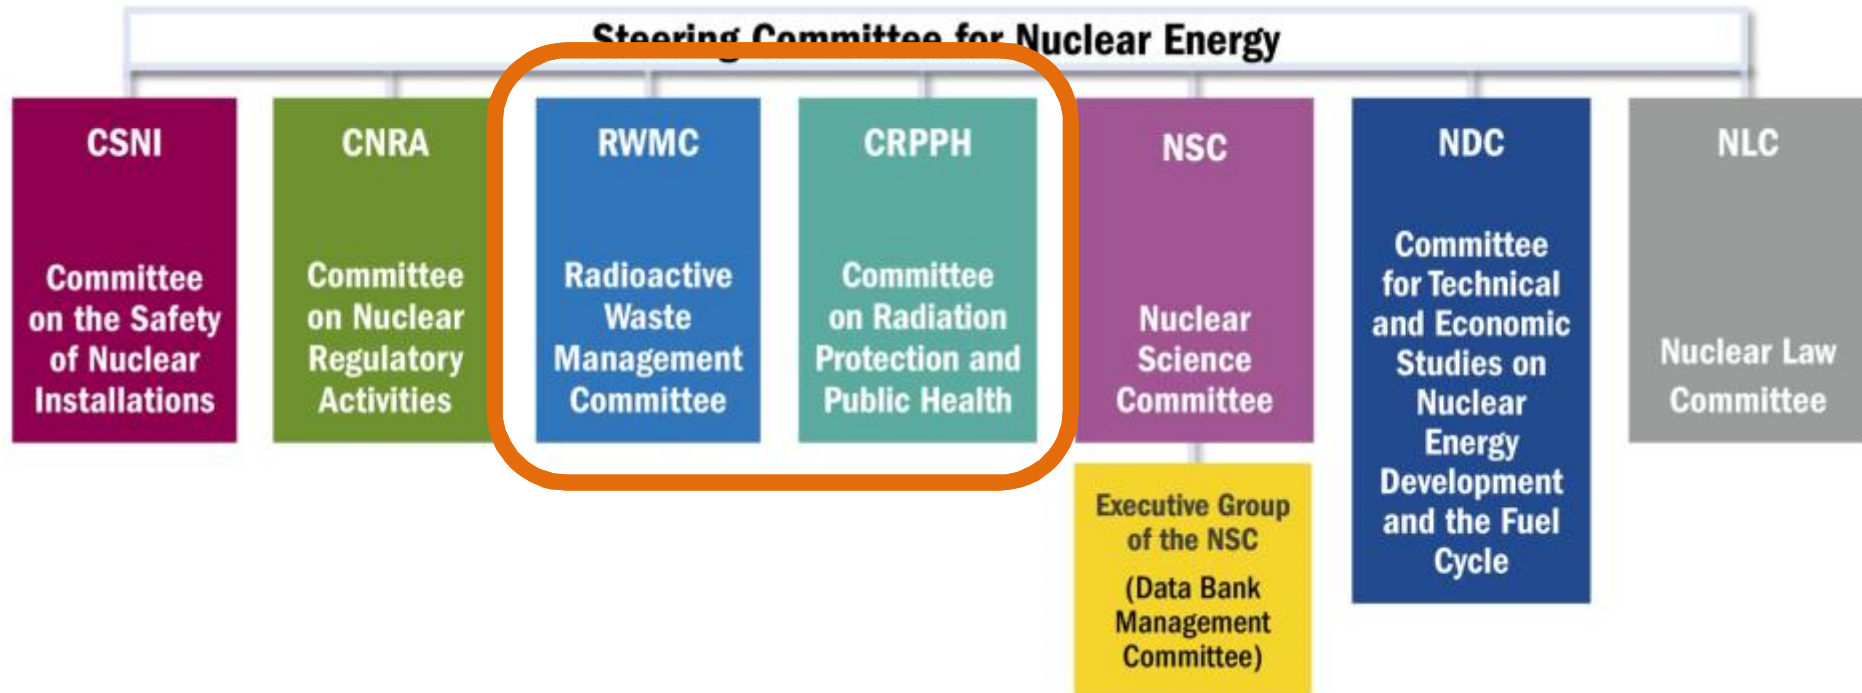 Steering Committee for Nuclear Energy
CSNI
Committee
on the Safety
of Nuclear
Installations
CNRA
Committee
on Nuclear
Regulatory
Activities
RWMC
Radioactive
Waste
Management
Committee
CRPPH
Committee
on Radiation
Protection and
Public Health
NSC
Nuclear
Science
Committee
Executive Group
of the NSC
(Data Bank
Management
Committee)
NDC
Committee
for Technical
and Economic
Studies on
Nuclear
Energy
Development
and the Fuel
Cycle
NLC
Nuclear Law
Committee